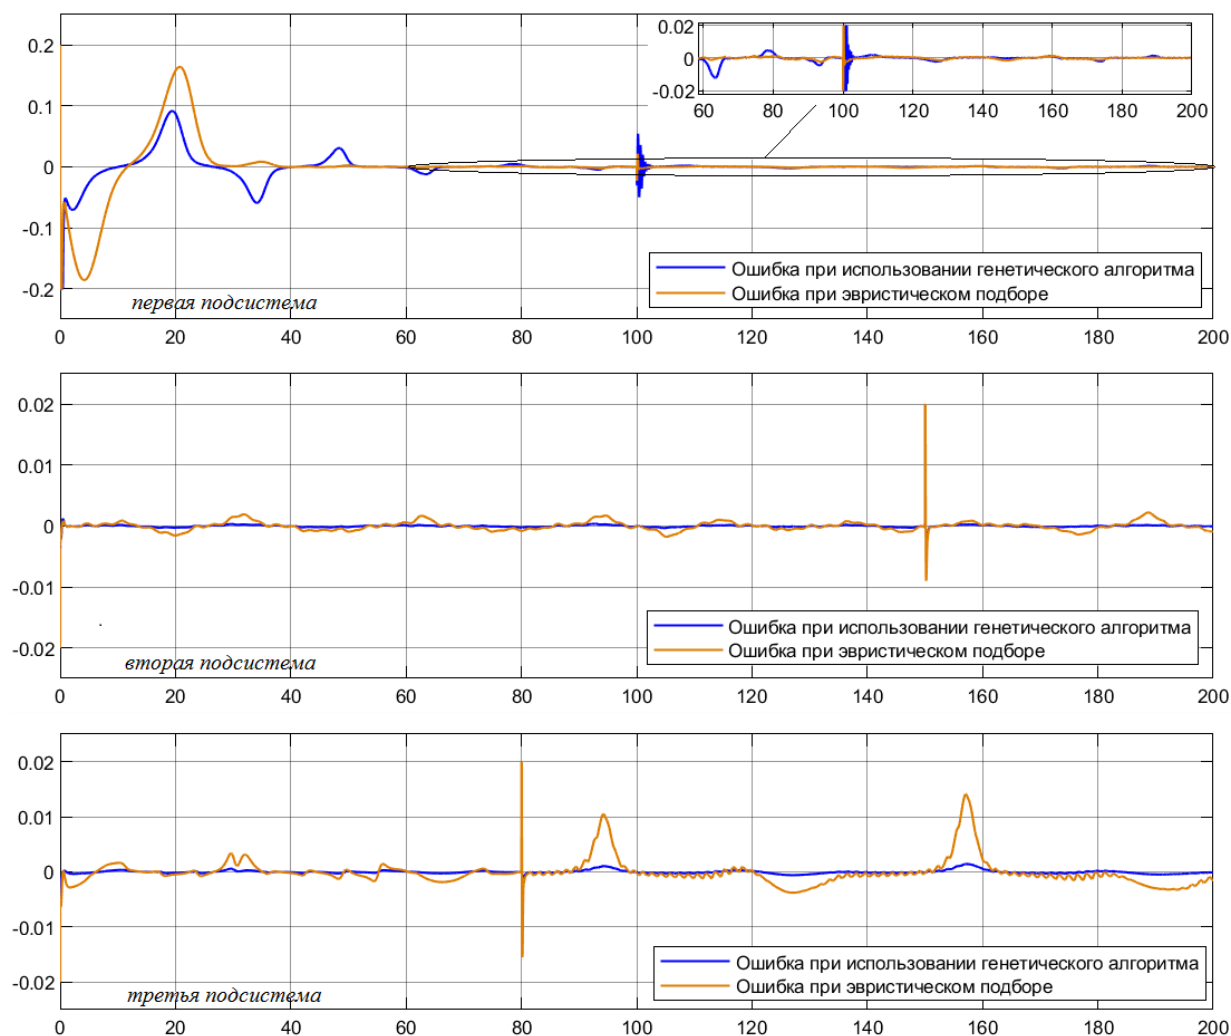 0.02
0
-0.02
60 80 100 120 140 160 180 200
0.2
0.1
0
-0.1
-0.2
Ошибка при использовании генетического алгоритма
Ошибка при эвристическом подборе
первая подсистема
0 20 40 60 80 100 120 140 160 180 200
0.02
0.01
0
-0.01
-0.02
Ошибка при использовании генетического алгоритма
Ошибка при эвристическом подборе
вторая подсистема
0 20 40 60 80 100 120 140 160 180 200
0.02
0.01
0
-0.01
-0.02
Ошибка при использовании генетического алгоритма
Ошибка при эвристическом подборе
третья подсистема
0 20 40 60 80 100 120 140 160 180 200